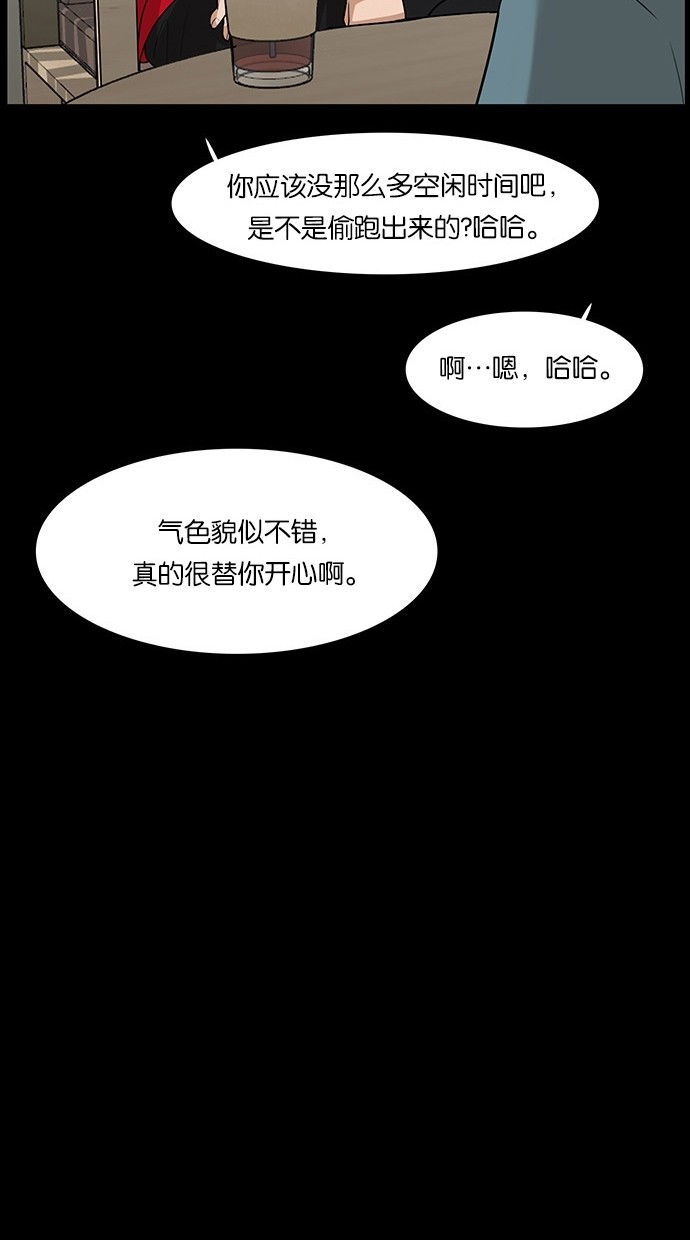 你应该没那么多空闲时间吧，
是不是偷跑出来的?哈哈。
啊…嗯，哈哈。
气色貌似不错，
真的很替你开心啊。